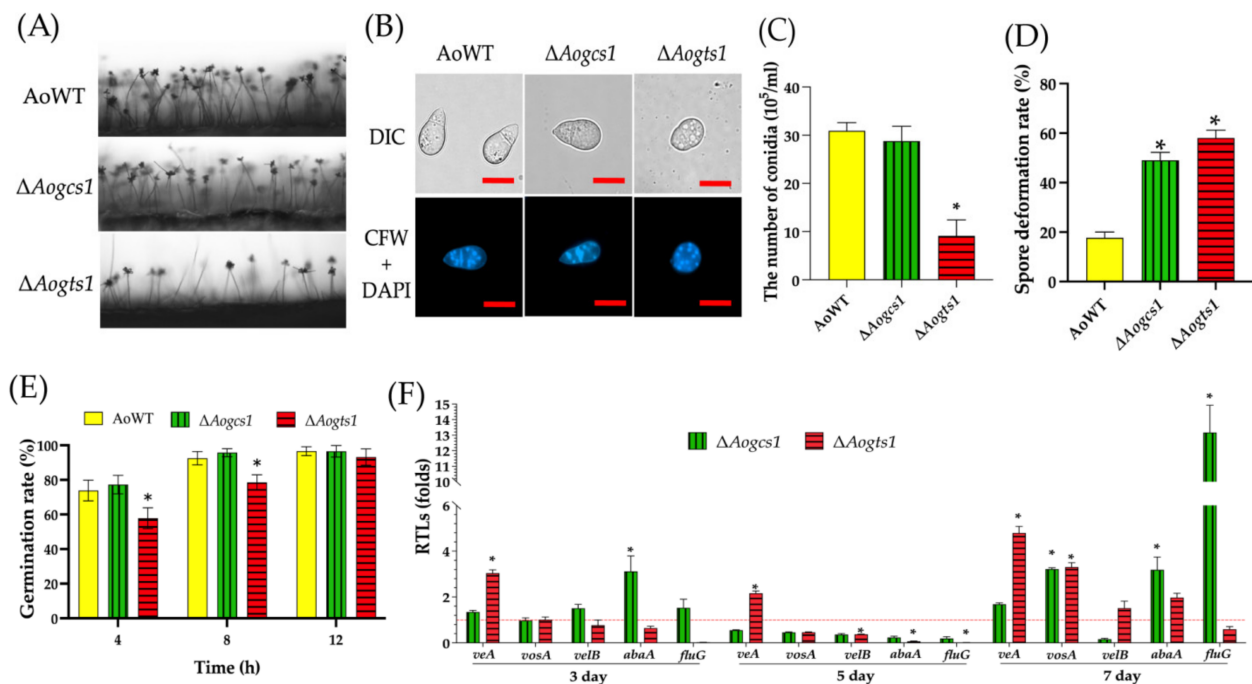 (A)
AoWT
ΔAogcs1
ΔAogts1
(B)
AoWT ΔAogcs1 ΔAogts1
DIC
CFW
+
DAPI
(C)
The number of conidia (10⁵/ml)
40
30
20
10
0
AoWT ΔAogcs1 ΔAogts1
*
(D)
Spore deformation rate (%)
80
60
40
20
0
AoWT ΔAogcs1 ΔAogts1
* *
(E)
AoWT ΔAogcs1 ΔAogts1
Germination rate (%)
100
80
60
40
20
0
* *
4 8 12
Time (h)
(F)
ΔAogcs1 ΔAogts1
RTLs (folds)
15
14
13
12
11
10
6
4
2
0
* * * * * * * * * * *
veA vosA velB abaA fluG veA vosA velB abaA fluG veA vosA velB abaA fluG
3 day 5 day 7 day